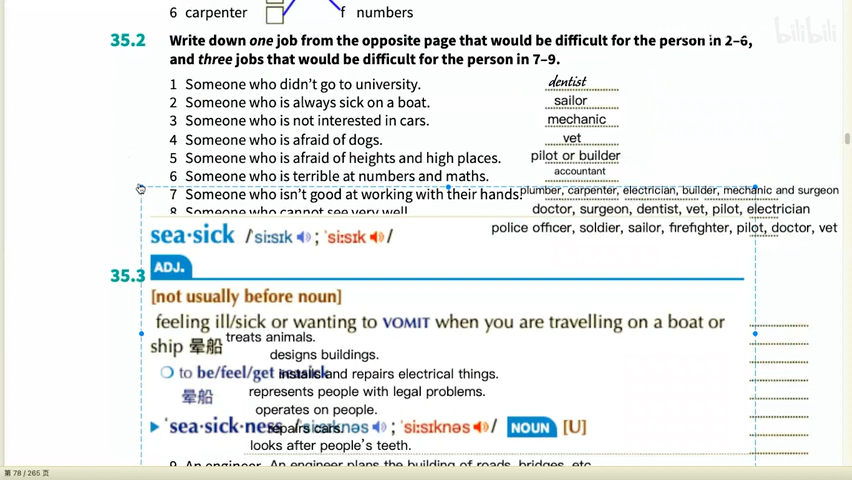 6 carpenter f numbers
bilibili
35.2 Write down one job from the opposite page that would be difficult for the person in 2–6,
and three jobs that would be difficult for the person in 7–9.
1 Someone who didn't go to university. dentist
2 Someone who is always sick on a boat. sailor
3 Someone who is not interested in cars. mechanic
4 Someone who is afraid of dogs. vet
5 Someone who is afraid of heights and high places. pilot or builder
6 Someone who is terrible at numbers and maths. accountant
7 Someone who isn't good at working with their hands. plumber, carpenter, electrician, builder, mechanic and surgeon
8 Someone who cannot see very well doctor, surgeon, dentist, vet, pilot, electrician
police officer, soldier, sailor, firefighter, pilot, doctor, vet
sea·sick /ˈsiːsɪk ; ˈsiːsɪk /
35.3 ADJ.
[not usually before noun]
feeling ill/sick or wanting to VOMIT when you are travelling on a boat or
ship 晕船
treats animals.
designs buildings.
to be/feel/get seasick
installs and repairs electrical things.
晕船
represents people with legal problems.
operates on people.
ˈsea·sick·ness /ˈsiːsɪknəs ; ˈsiːsɪknəs / NOUN [U]
repairs cars.
looks after people's teeth.
9 An engineer An engineer plans the building of roads, bridges, etc.
第 78 / 265 页